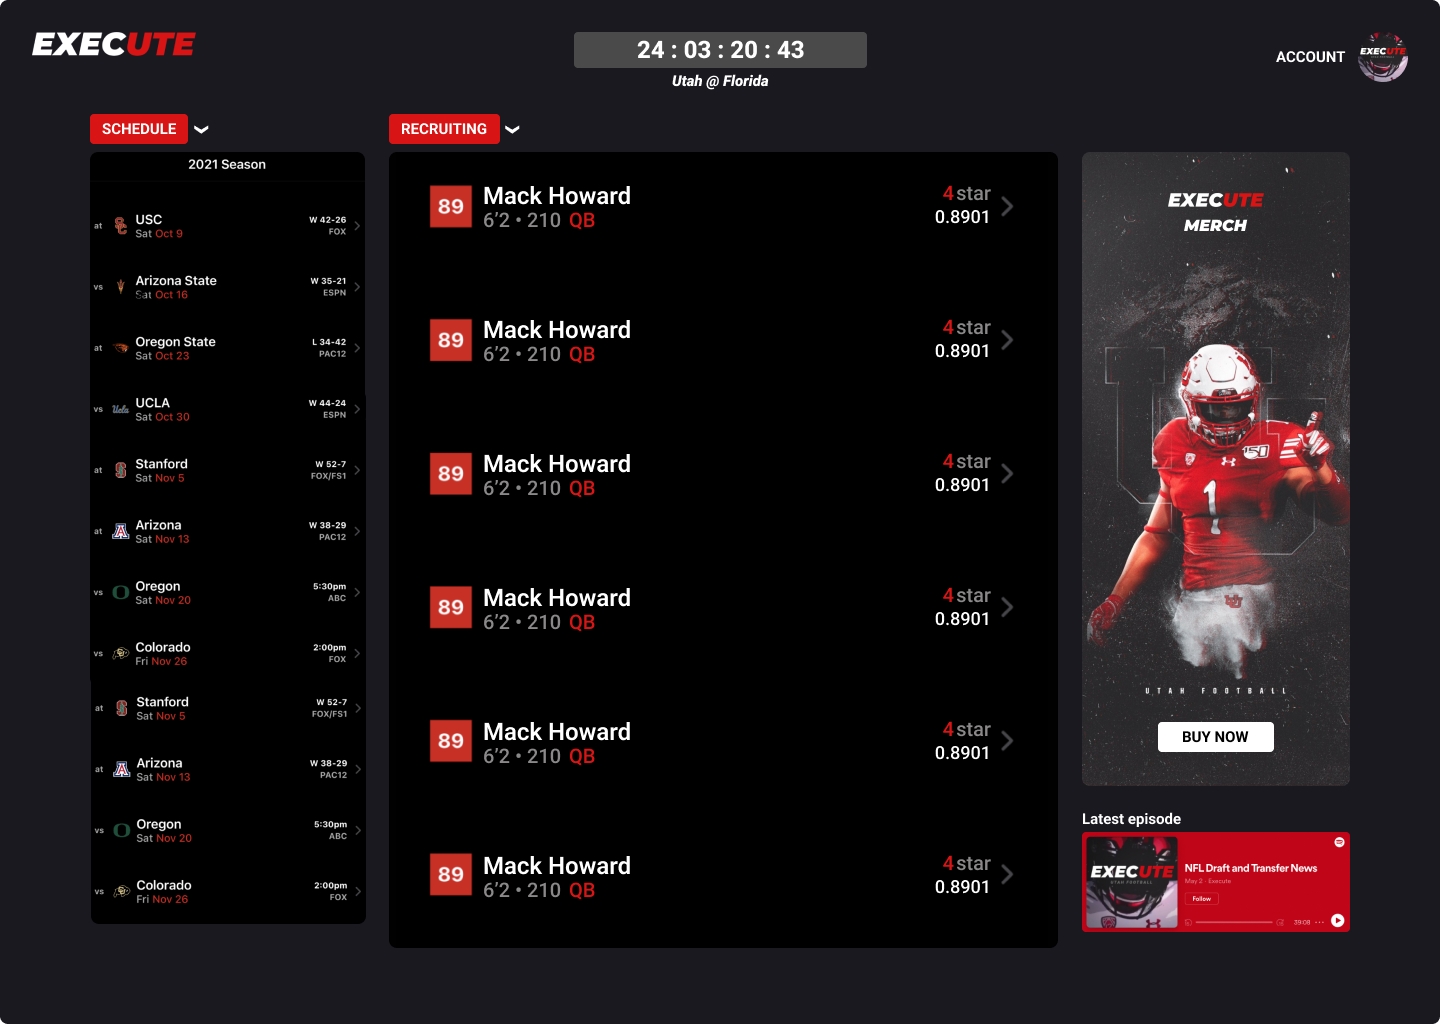 EXECUTE
24 : 03 : 20 : 43
Utah @ Florida
ACCOUNT
EXECUTE
SCHEDULE
RECRUITING
2021 Season
at USC W 42-26
Sat Oct 9 FOX
vs Arizona State W 35-21
Sat Oct 16 ESPN
at Oregon State L 34-42
Sat Oct 23 PAC12
vs Ucla UCLA W 44-24
Sat Oct 30 ESPN
at Stanford W 52-7
Sat Nov 5 FOX/FS1
at Arizona W 38-29
Sat Nov 13 PAC12
vs Oregon 5:30pm
Sat Nov 20 ABC
vs Colorado 2:00pm
Fri Nov 26 FOX
at Stanford W 52-7
Sat Nov 5 FOX/FS1
at Arizona W 38-29
Sat Nov 13 PAC12
vs Oregon 5:30pm
Sat Nov 20 ABC
vs Colorado 2:00pm
Fri Nov 26 FOX
89 Mack Howard 4 star
6’2 • 210 QB 0.8901
89 Mack Howard 4 star
6’2 • 210 QB 0.8901
89 Mack Howard 4 star
6’2 • 210 QB 0.8901
89 Mack Howard 4 star
6’2 • 210 QB 0.8901
89 Mack Howard 4 star
6’2 • 210 QB 0.8901
89 Mack Howard 4 star
6’2 • 210 QB 0.8901
EXECUTE
MERCH
150
1
UTAH FOOTBALL
BUY NOW
Latest episode
EXECUTE
UTAH FOOTBALL
NFL Draft and Transfer News
May 2 · Execute
Follow
39:08